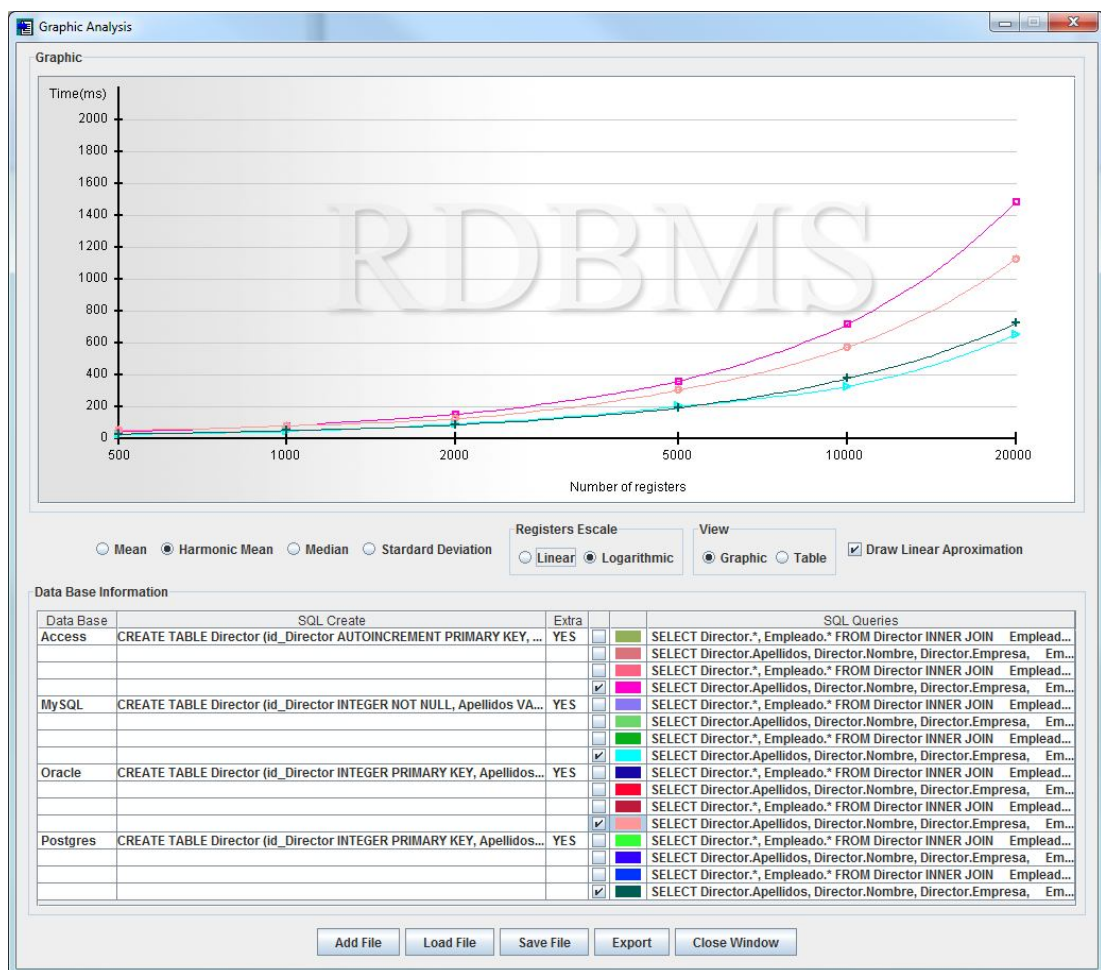 Graphic Analysis
Graphic
Time(ms)
2000
1800
1600
1400
1200
1000
800
600
400
200
0
RDBMS
500 1000 2000 5000 10000 20000
Number of registers
Mean Harmonic Mean Median Stardard Deviation
Registers Escale
Linear Logarithmic
View
Graphic Table
Draw Linear Aproximation
Data Base Information
Data Base SQL Create Extra SQL Queries
Access CREATE TABLE Director (id_Director AUTOINCREMENT PRIMARY KEY, ... YES SELECT Director.*, Empleado.* FROM Director INNER JOIN Emplead...
SELECT Director.Apellidos, Director.Nombre, Director.Empresa, Em...
SELECT Director.*, Empleado.* FROM Director INNER JOIN Emplead...
SELECT Director.Apellidos, Director.Nombre, Director.Empresa, Em...
MySQL CREATE TABLE Director (id_Director INTEGER NOT NULL, Apellidos VA... YES SELECT Director.*, Empleado.* FROM Director INNER JOIN Emplead...
SELECT Director.Apellidos, Director.Nombre, Director.Empresa, Em...
SELECT Director.*, Empleado.* FROM Director INNER JOIN Emplead...
SELECT Director.Apellidos, Director.Nombre, Director.Empresa, Em...
Oracle CREATE TABLE Director (id_Director INTEGER PRIMARY KEY, Apellidos... YES SELECT Director.*, Empleado.* FROM Director INNER JOIN Emplead...
SELECT Director.Apellidos, Director.Nombre, Director.Empresa, Em...
SELECT Director.*, Empleado.* FROM Director INNER JOIN Emplead...
SELECT Director.Apellidos, Director.Nombre, Director.Empresa, Em...
Postgres CREATE TABLE Director (id_Director INTEGER PRIMARY KEY, Apellidos... YES SELECT Director.*, Empleado.* FROM Director INNER JOIN Emplead...
SELECT Director.Apellidos, Director.Nombre, Director.Empresa, Em...
SELECT Director.*, Empleado.* FROM Director INNER JOIN Emplead...
SELECT Director.Apellidos, Director.Nombre, Director.Empresa, Em...
Add File Load File Save File Export Close Window